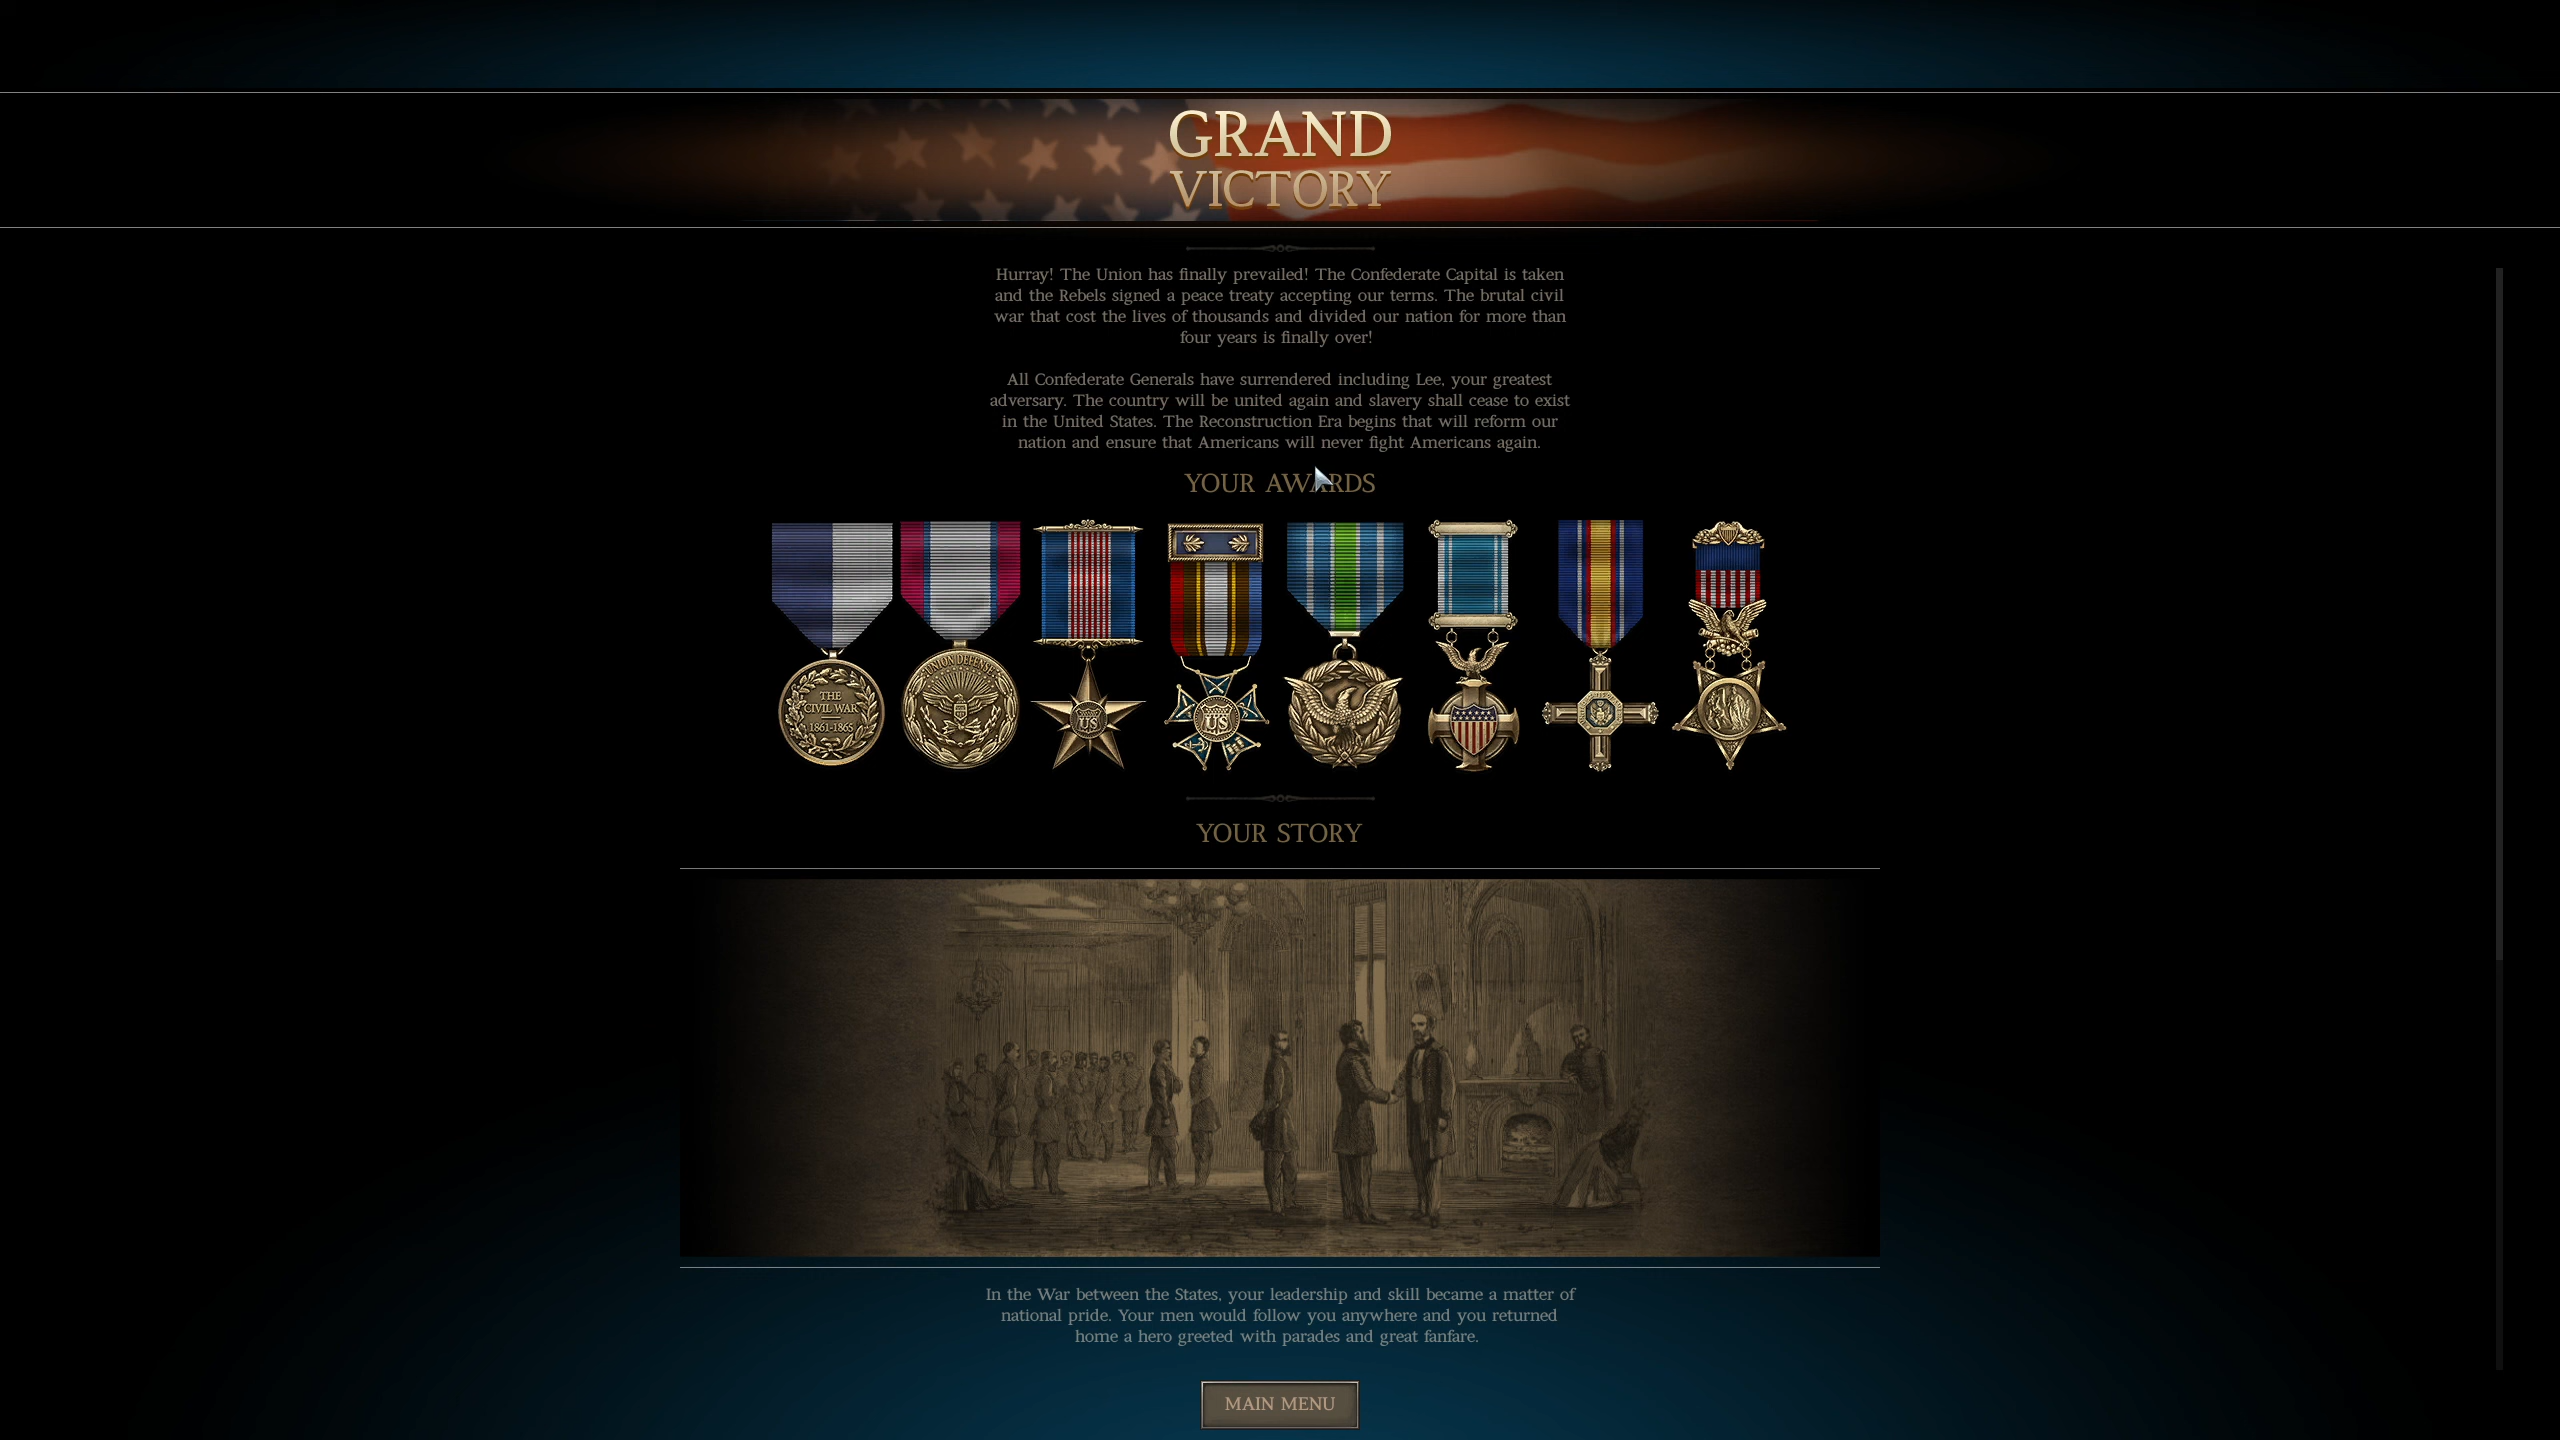 GRAND
VICTORY
Hurray! The Union has finally prevailed! The Confederate Capital is taken
and the Rebels signed a peace treaty accepting our terms. The brutal civil
war that cost the lives of thousands and divided our nation for more than
four years is finally over!
All Confederate Generals have surrendered including Lee, your greatest
adversary. The country will be united again and slavery shall cease to exist
in the United States. The Reconstruction Era begins that will reform our
nation and ensure that Americans will never fight Americans again.
YOUR AWARDS
THE
CIVIL WAR
1861-1865
UNION DEFENSE
US
US
YOUR STORY
In the War between the States, your leadership and skill became a matter of
national pride. Your men would follow you anywhere and you returned
home a hero greeted with parades and great fanfare.
MAIN MENU